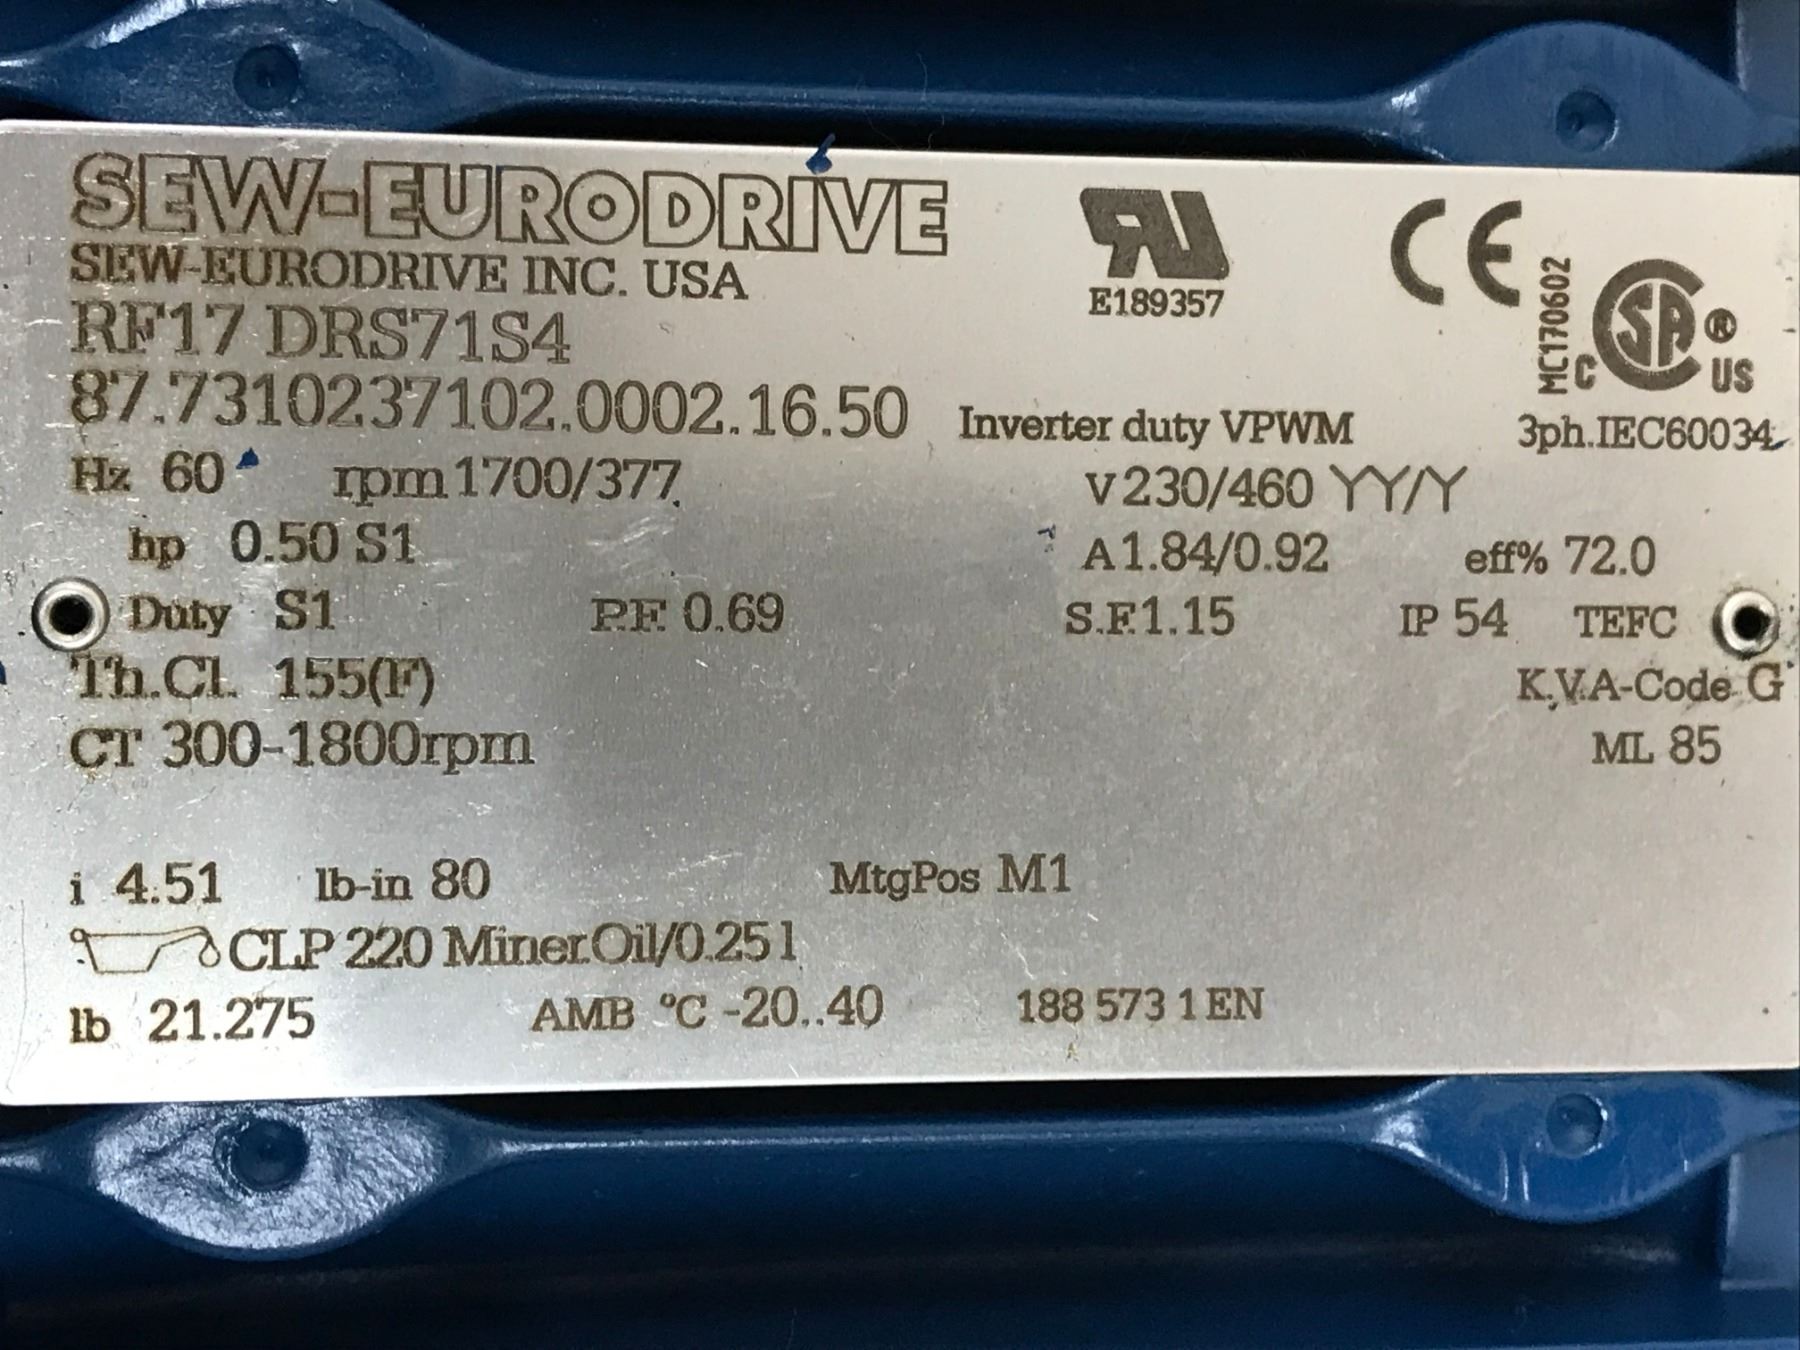 SEW-EURODRIVE
SEW-EURODRIVE INC. USA
E189357
CE
MC170602
C SA ® US
RF17 DRS71S4
87.7310237102.0002.16.50
Inverter duty VPWM
3ph.IEC60034
Hz 60 rpm 1700/377
V 230/460 YY/Y
hp 0.50 S1
A 1.84/0.92 eff% 72.0
Duty S1 P.F. 0.69 S.F. 1.15 IP 54 TEFC
Th.Cl. 155(F) K.V.A-Code G
CT 300-1800rpm ML 85
i 4.51 lb-in 80 MtgPos M1
CLP 220 Miner.Oil/0.25 l
lb 21.275 AMB °C -20..40 188 573 1 EN